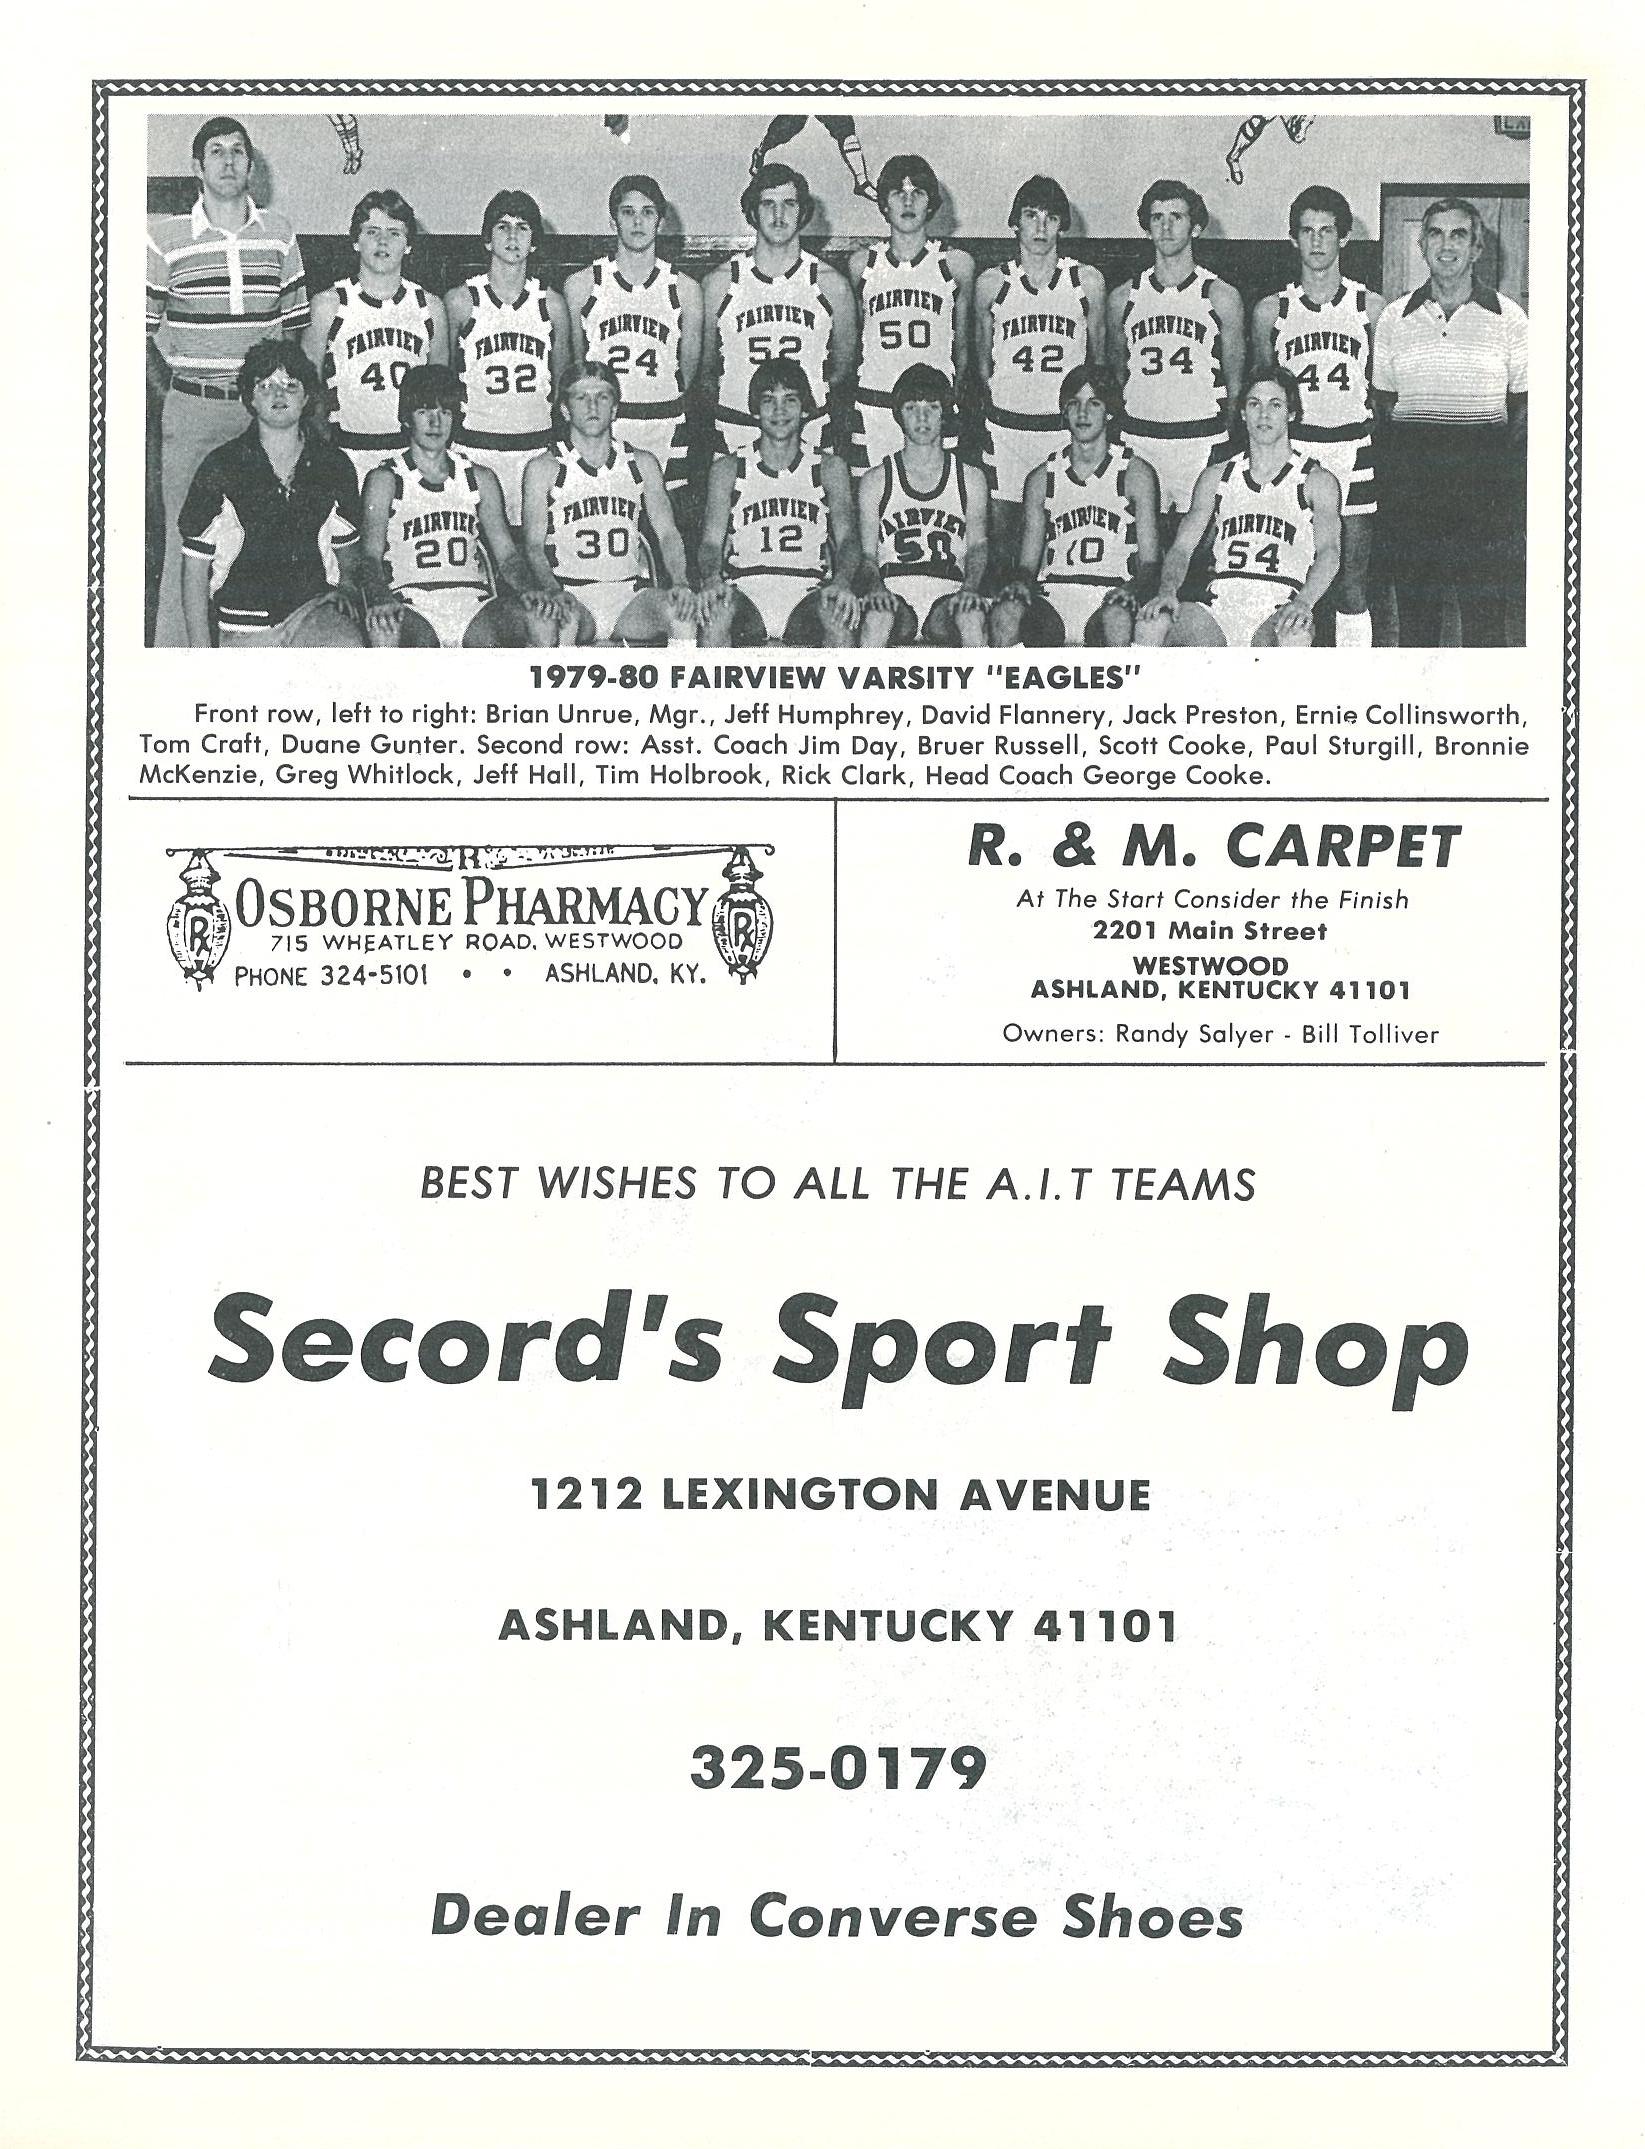 FAIRVIEW 40
FAIRVIEW 32
FAIRVIEW 24
FAIRVIEW 52
FAIRVIEW 50
FAIRVIEW 42
FAIRVIEW 34
FAIRVIEW 44
FAIRVIEW 20
FAIRVIEW 30
FAIRVIEW 12
FAIRVIEW 50
FAIRVIEW 10
FAIRVIEW 54
1979-80 FAIRVIEW VARSITY "EAGLES"
Front row, left to right: Brian Unrue, Mgr., Jeff Humphrey, David Flannery, Jack Preston, Ernie Collinsworth,
Tom Craft, Duane Gunter. Second row: Asst. Coach Jim Day, Bruer Russell, Scott Cooke, Paul Sturgill, Bronnie
McKenzie, Greg Whitlock, Jeff Hall, Tim Holbrook, Rick Clark, Head Coach George Cooke.
OSBORNE PHARMACY
715 WHEATLEY ROAD, WESTWOOD
PHONE 324-5101 • • ASHLAND, KY.
R. & M. CARPET
At The Start Consider the Finish
2201 Main Street
WESTWOOD
ASHLAND, KENTUCKY 41101
Owners: Randy Salyer - Bill Tolliver
BEST WISHES TO ALL THE A.I.T TEAMS
Secord's Sport Shop
1212 LEXINGTON AVENUE
ASHLAND, KENTUCKY 41101
325-0179
Dealer In Converse Shoes